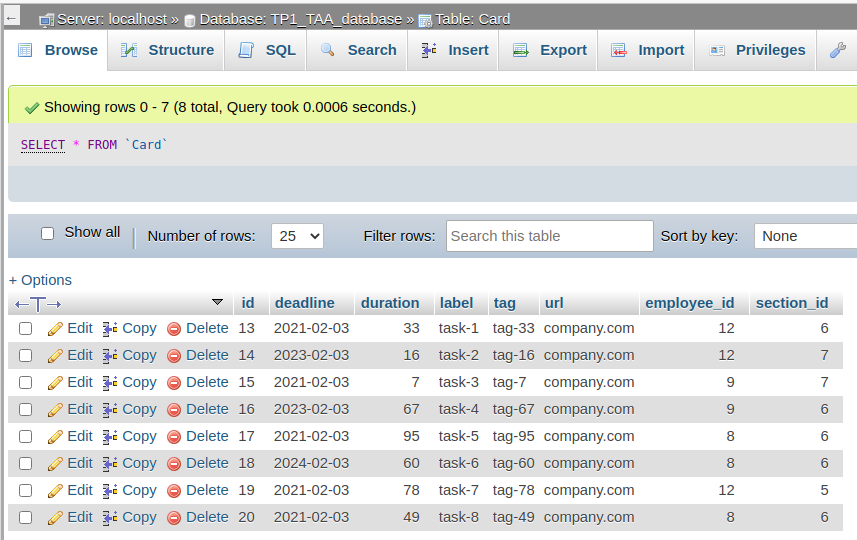 Server: localhost » Database: TP1_TAA_database » Table: Card
Browse Structure SQL Search Insert Export Import Privileges
Showing rows 0 - 7 (8 total, Query took 0.0006 seconds.)
SELECT * FROM `Card`
Show all Number of rows: 25 Filter rows: Search this table Sort by key: None
+ Options
←T→ id deadline duration label tag url employee_id section_id
Edit Copy Delete 13 2021-02-03 33 task-1 tag-33 company.com 12 6
Edit Copy Delete 14 2023-02-03 16 task-2 tag-16 company.com 12 7
Edit Copy Delete 15 2021-02-03 7 task-3 tag-7 company.com 9 7
Edit Copy Delete 16 2023-02-03 67 task-4 tag-67 company.com 9 6
Edit Copy Delete 17 2021-02-03 95 task-5 tag-95 company.com 8 6
Edit Copy Delete 18 2024-02-03 60 task-6 tag-60 company.com 8 6
Edit Copy Delete 19 2021-02-03 78 task-7 tag-78 company.com 12 5
Edit Copy Delete 20 2021-02-03 49 task-8 tag-49 company.com 8 6